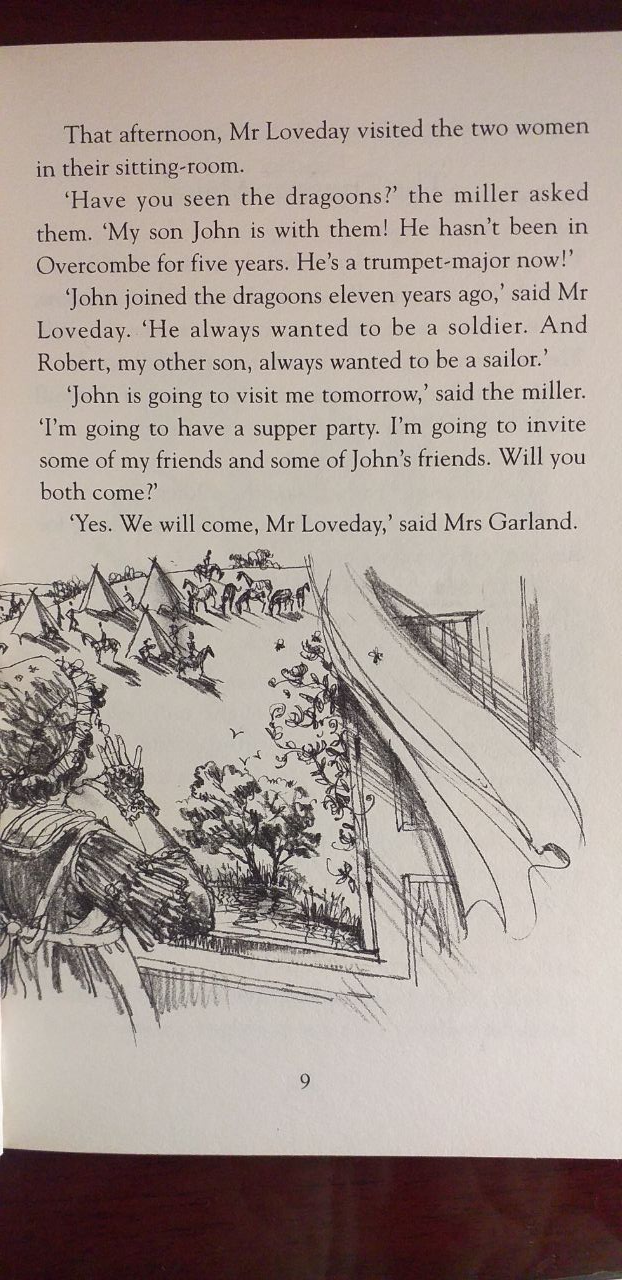 That afternoon, Mr Loveday visited the two women
in their sitting-room.
‘Have you seen the dragoons?’ the miller asked
them. ‘My son John is with them! He hasn’t been in
Overcombe for five years. He’s a trumpet-major now!’
‘John joined the dragoons eleven years ago,’ said Mr
Loveday. ‘He always wanted to be a soldier. And
Robert, my other son, always wanted to be a sailor.’
‘John is going to visit me tomorrow,’ said the miller.
‘I’m going to have a supper party. I’m going to invite
some of my friends and some of John’s friends. Will you
both come?’
‘Yes. We will come, Mr Loveday,’ said Mrs Garland.
9